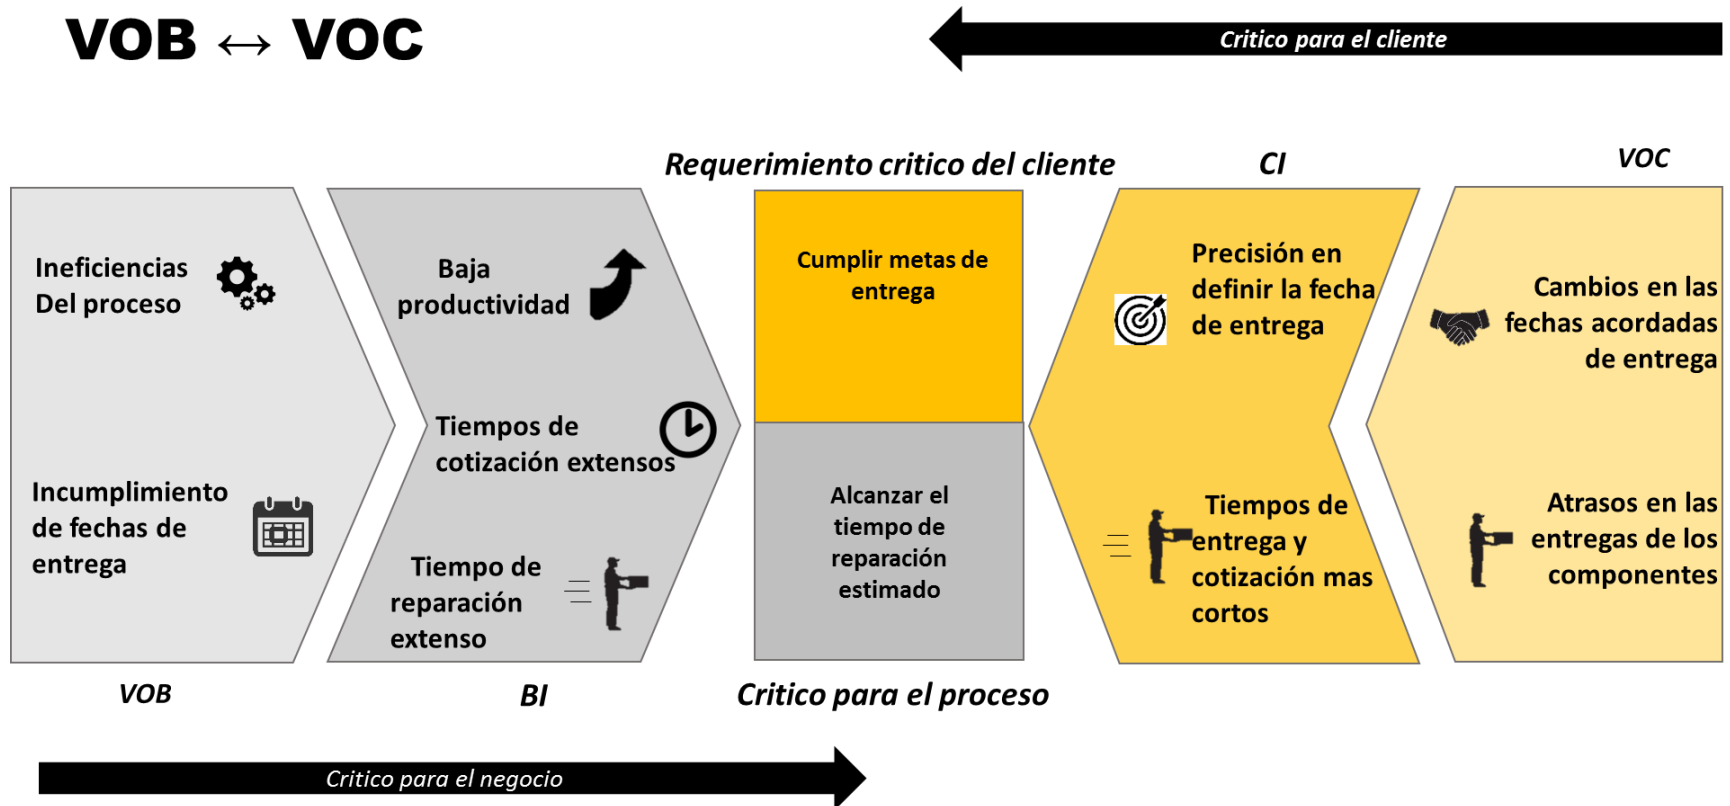 VOB ↔ VOC
Critico para el cliente
Requerimiento critico del cliente
CI
VOC
Ineficiencias
Del proceso
Incumplimiento
de fechas de
entrega
Baja
productividad
Tiempos de
cotización extensos
Tiempo de
reparación
extenso
Cumplir metas de
entrega
Alcanzar el
tiempo de
reparación
estimado
Precisión en
definir la fecha
de entrega
Tiempos de
entrega y
cotización mas
cortos
Cambios en las
fechas acordadas
de entrega
Atrasos en las
entregas de los
componentes
VOB
BI
Critico para el proceso
Critico para el negocio